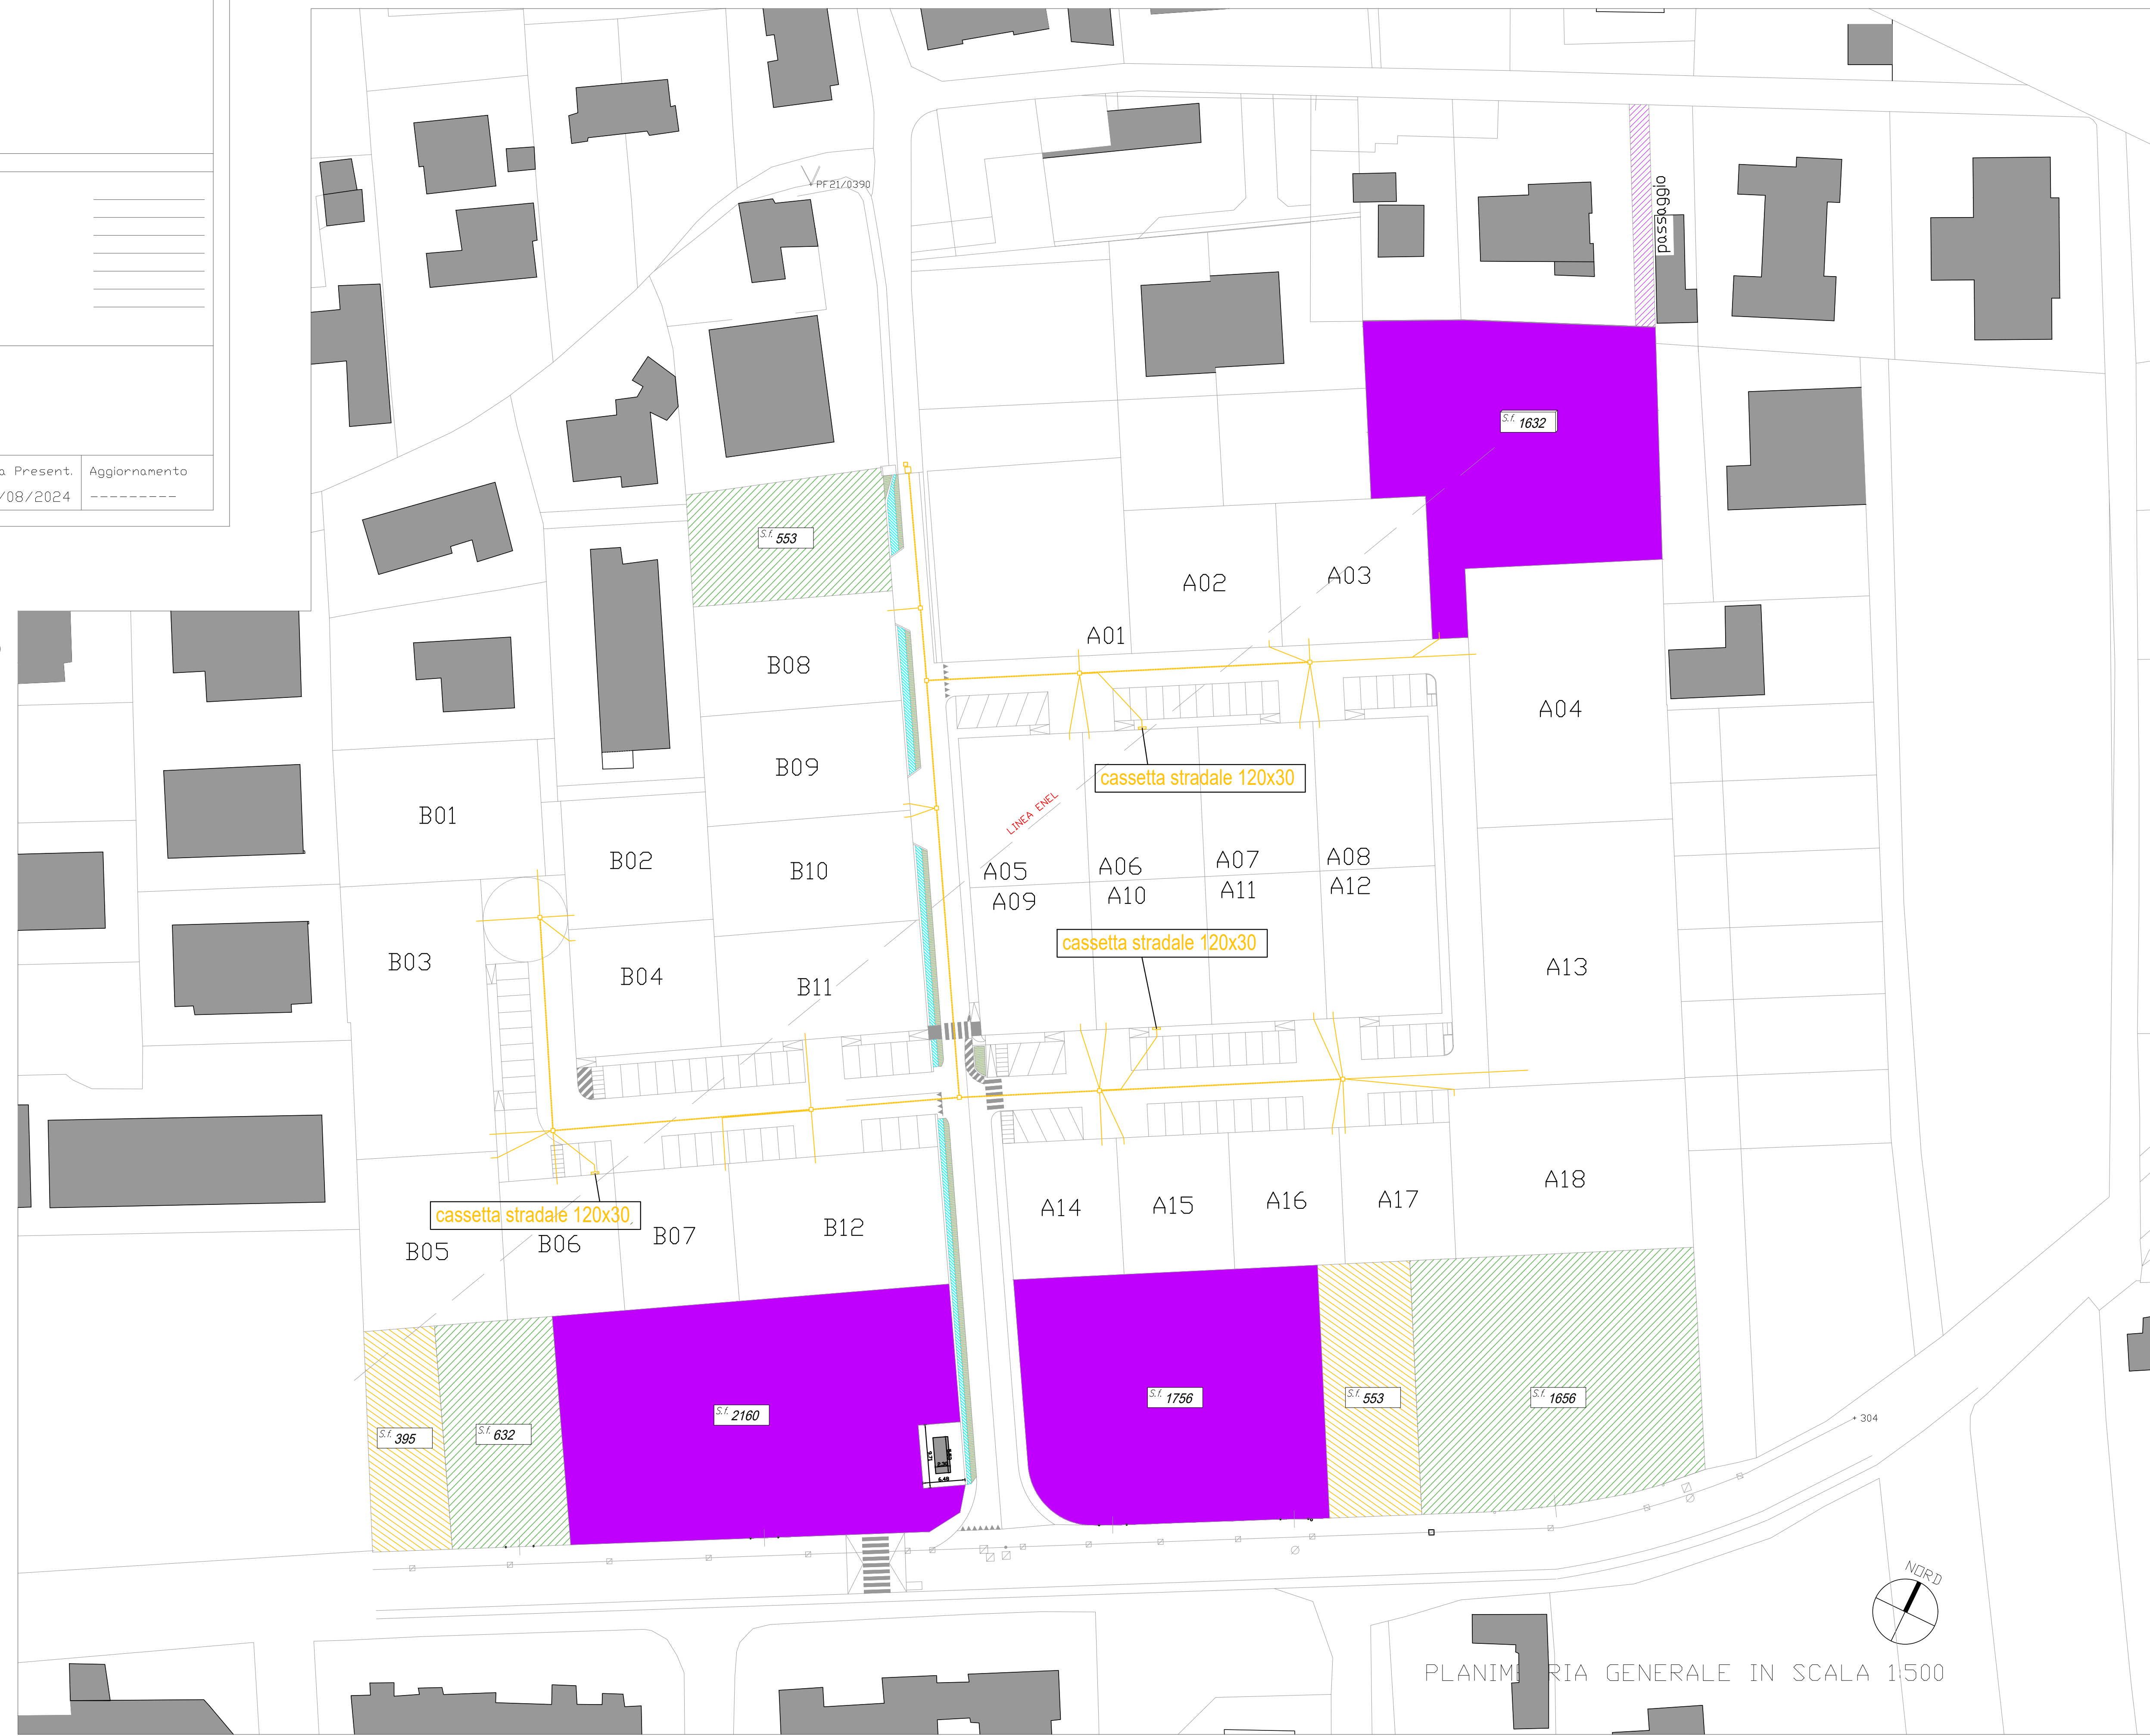 PF21/0390
passaggio
S.f. 1632
a Present.
Aggiornamento
/08/2024
---------
S.f. 553
A02
A03
A01
B08
A04
B09
cassetta stradale 120x30
LINEA ENEL
B01
B02
B10
A05
A06
A07
A08
A09
A10
A11
A12
cassetta stradale 120x30
B03
B04
B11
A13
A14
A15
A16
A17
A18
cassetta stradale 120x30
B05
B06
B07
B12
S.f. 395
S.f. 632
S.f. 2160
S.f. 1756
S.f. 553
S.f. 1656
304
6.48
NORD
PLANIM RIA GENERALE IN SCALA 1:500